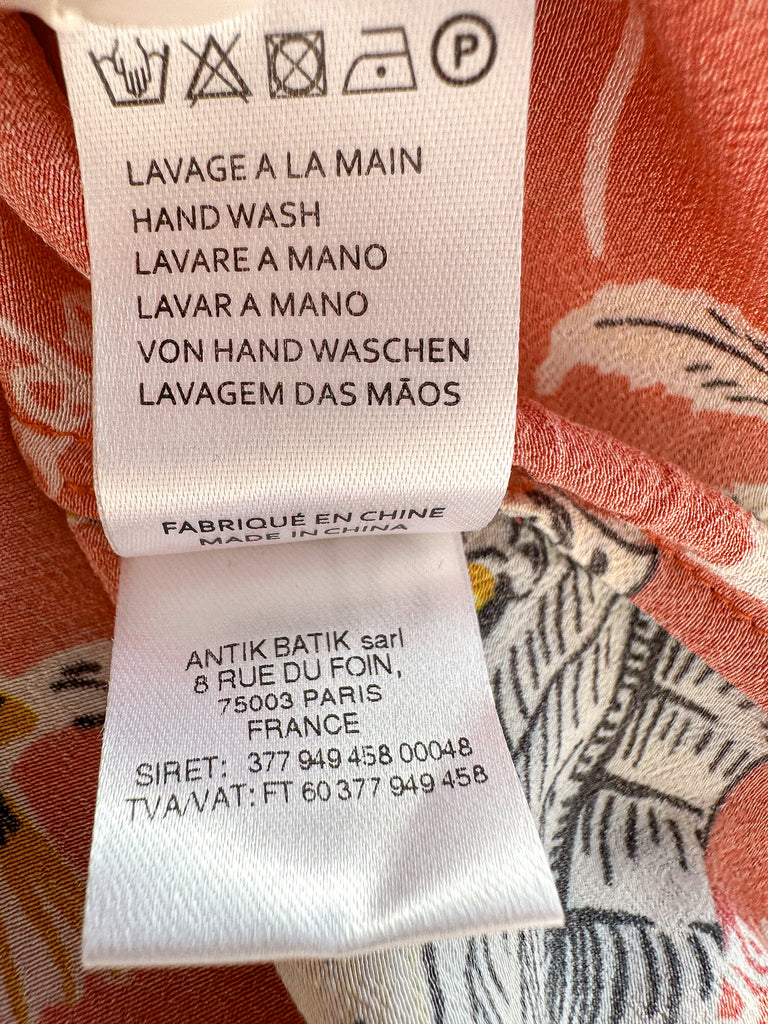 P
LAVAGE A LA MAIN
HAND WASH
LAVARE A MANO
LAVAR A MANO
VON HAND WASCHEN
LAVAGEM DAS MÃOS
FABRIQUÉ EN CHINE
MADE IN CHINA
ANTIK BATIK sarl
8 RUE DU FOIN,
75003 PARIS
FRANCE
SIRET: 377 949 458 00048
TVA/VAT: FT 60 377 949 458